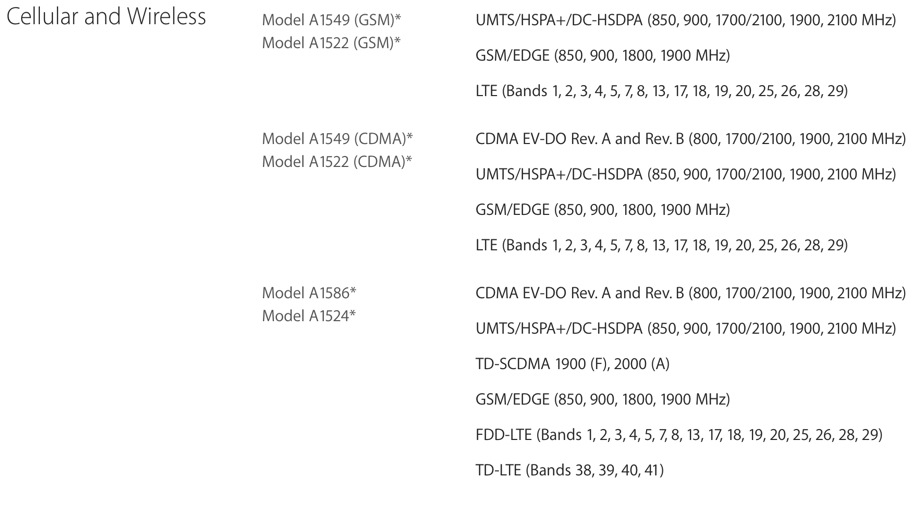 Cellular and Wireless
Model A1549 (GSM)*
Model A1522 (GSM)*
UMTS/HSPA+/DC-HSDPA (850, 900, 1700/2100, 1900, 2100 MHz)
GSM/EDGE (850, 900, 1800, 1900 MHz)
LTE (Bands 1, 2, 3, 4, 5, 7, 8, 13, 17, 18, 19, 20, 25, 26, 28, 29)
Model A1549 (CDMA)*
Model A1522 (CDMA)*
CDMA EV-DO Rev. A and Rev. B (800, 1700/2100, 1900, 2100 MHz)
UMTS/HSPA+/DC-HSDPA (850, 900, 1700/2100, 1900, 2100 MHz)
GSM/EDGE (850, 900, 1800, 1900 MHz)
LTE (Bands 1, 2, 3, 4, 5, 7, 8, 13, 17, 18, 19, 20, 25, 26, 28, 29)
Model A1586*
Model A1524*
CDMA EV-DO Rev. A and Rev. B (800, 1700/2100, 1900, 2100 MHz)
UMTS/HSPA+/DC-HSDPA (850, 900, 1700/2100, 1900, 2100 MHz)
TD-SCDMA 1900 (F), 2000 (A)
GSM/EDGE (850, 900, 1800, 1900 MHz)
FDD-LTE (Bands 1, 2, 3, 4, 5, 7, 8, 13, 17, 18, 19, 20, 25, 26, 28, 29)
TD-LTE (Bands 38, 39, 40, 41)